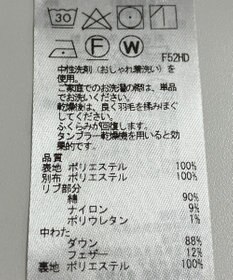 30
F W
F52HD
中性洗剤（おしゃれ着洗い）を
使用。
ご家庭でのお洗濯の際は、単品
でお洗いください。
乾燥後は、良く羽毛を揉みほぐ
してください。
ふくらみが回復します。
タンブラー乾燥機を用いると効
果的です。
品質
表地 ポリエステル 100%
別布 ポリエステル 100%
リブ部分
綿 90%
ナイロン 9%
ポリウレタン 1%
中わた
ダウン 88%
フェザー 12%
裏地 ポリエステル 100%